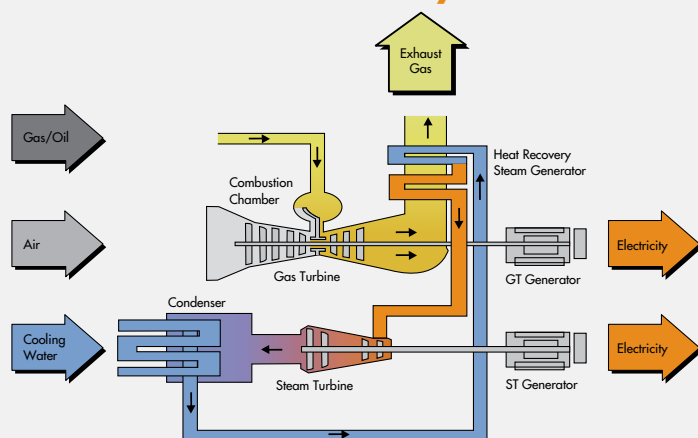 Exhaust
Gas
Gas/Oil
Heat Recovery
Steam Generator
Combustion
Chamber
Air
Gas Turbine
GT Generator
Electricity
Condenser
Cooling
Water
Steam Turbine
ST Generator
Electricity